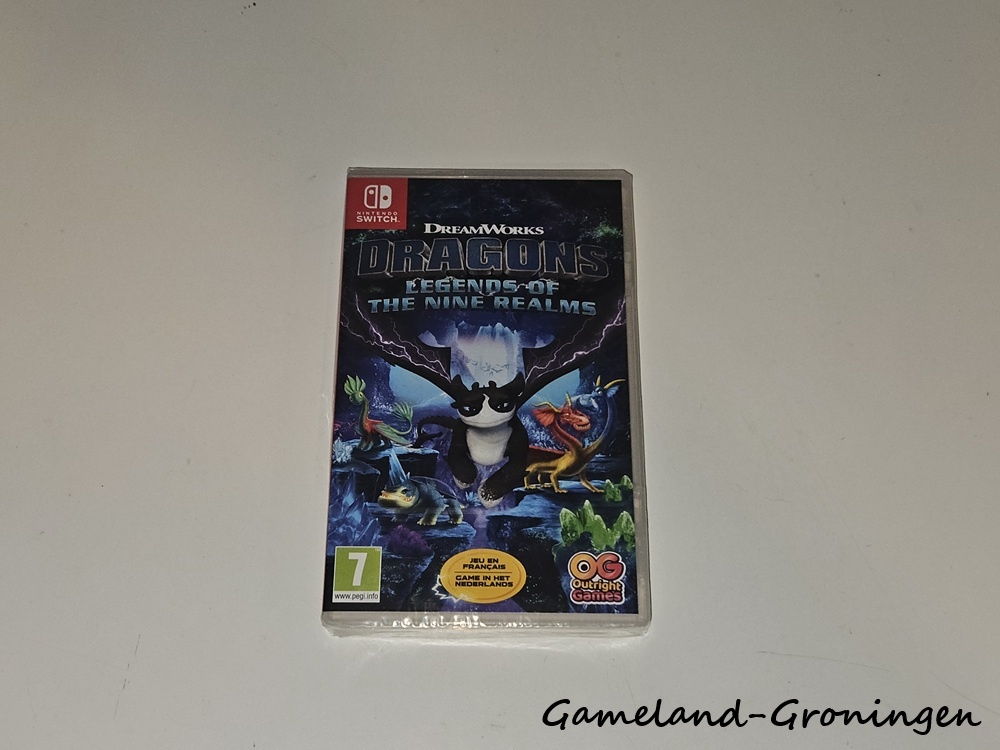 NINTENDO
SWITCH.
DREAMWORKS
DRAGONS
LEGENDS OF
THE NINE REALMS
7
www.pegi.info
JEU EN
FRANÇAIS
GAME IN HET
NEDERLANDS
OG
Outright
Games
Gameland-Groningen